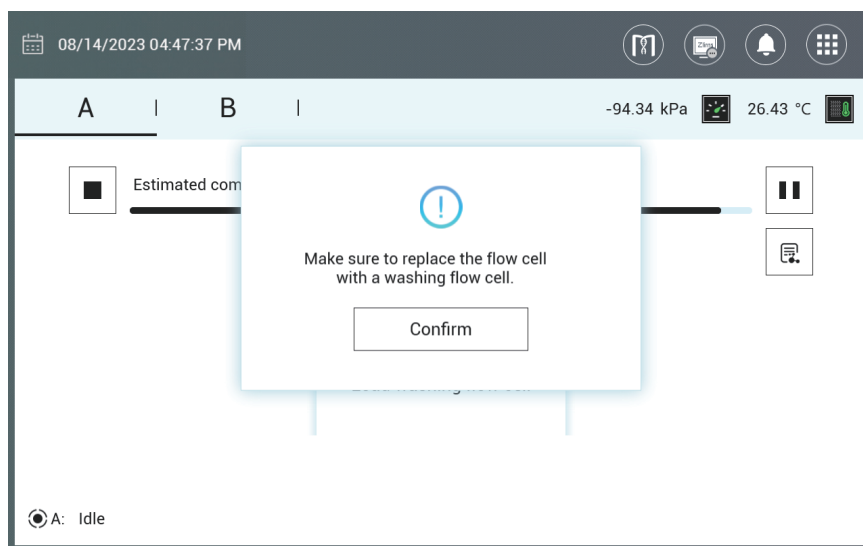 08/14/2023 04:47:37 PM
A | B |
-94.34 kPa
26.43 °C
Estimated com
Make sure to replace the flow cell
with a washing flow cell.
Confirm
A: Idle